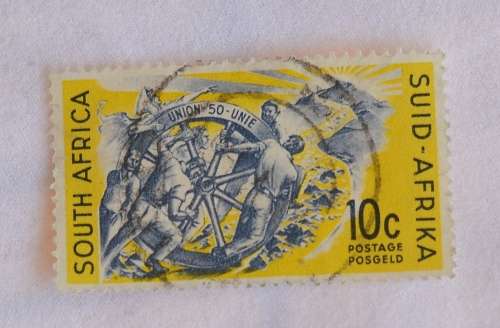 SOUTH AFRICA
UNION-50-UNIE
SUID-AFRIKA
10c
POSTAGE
POSGELD